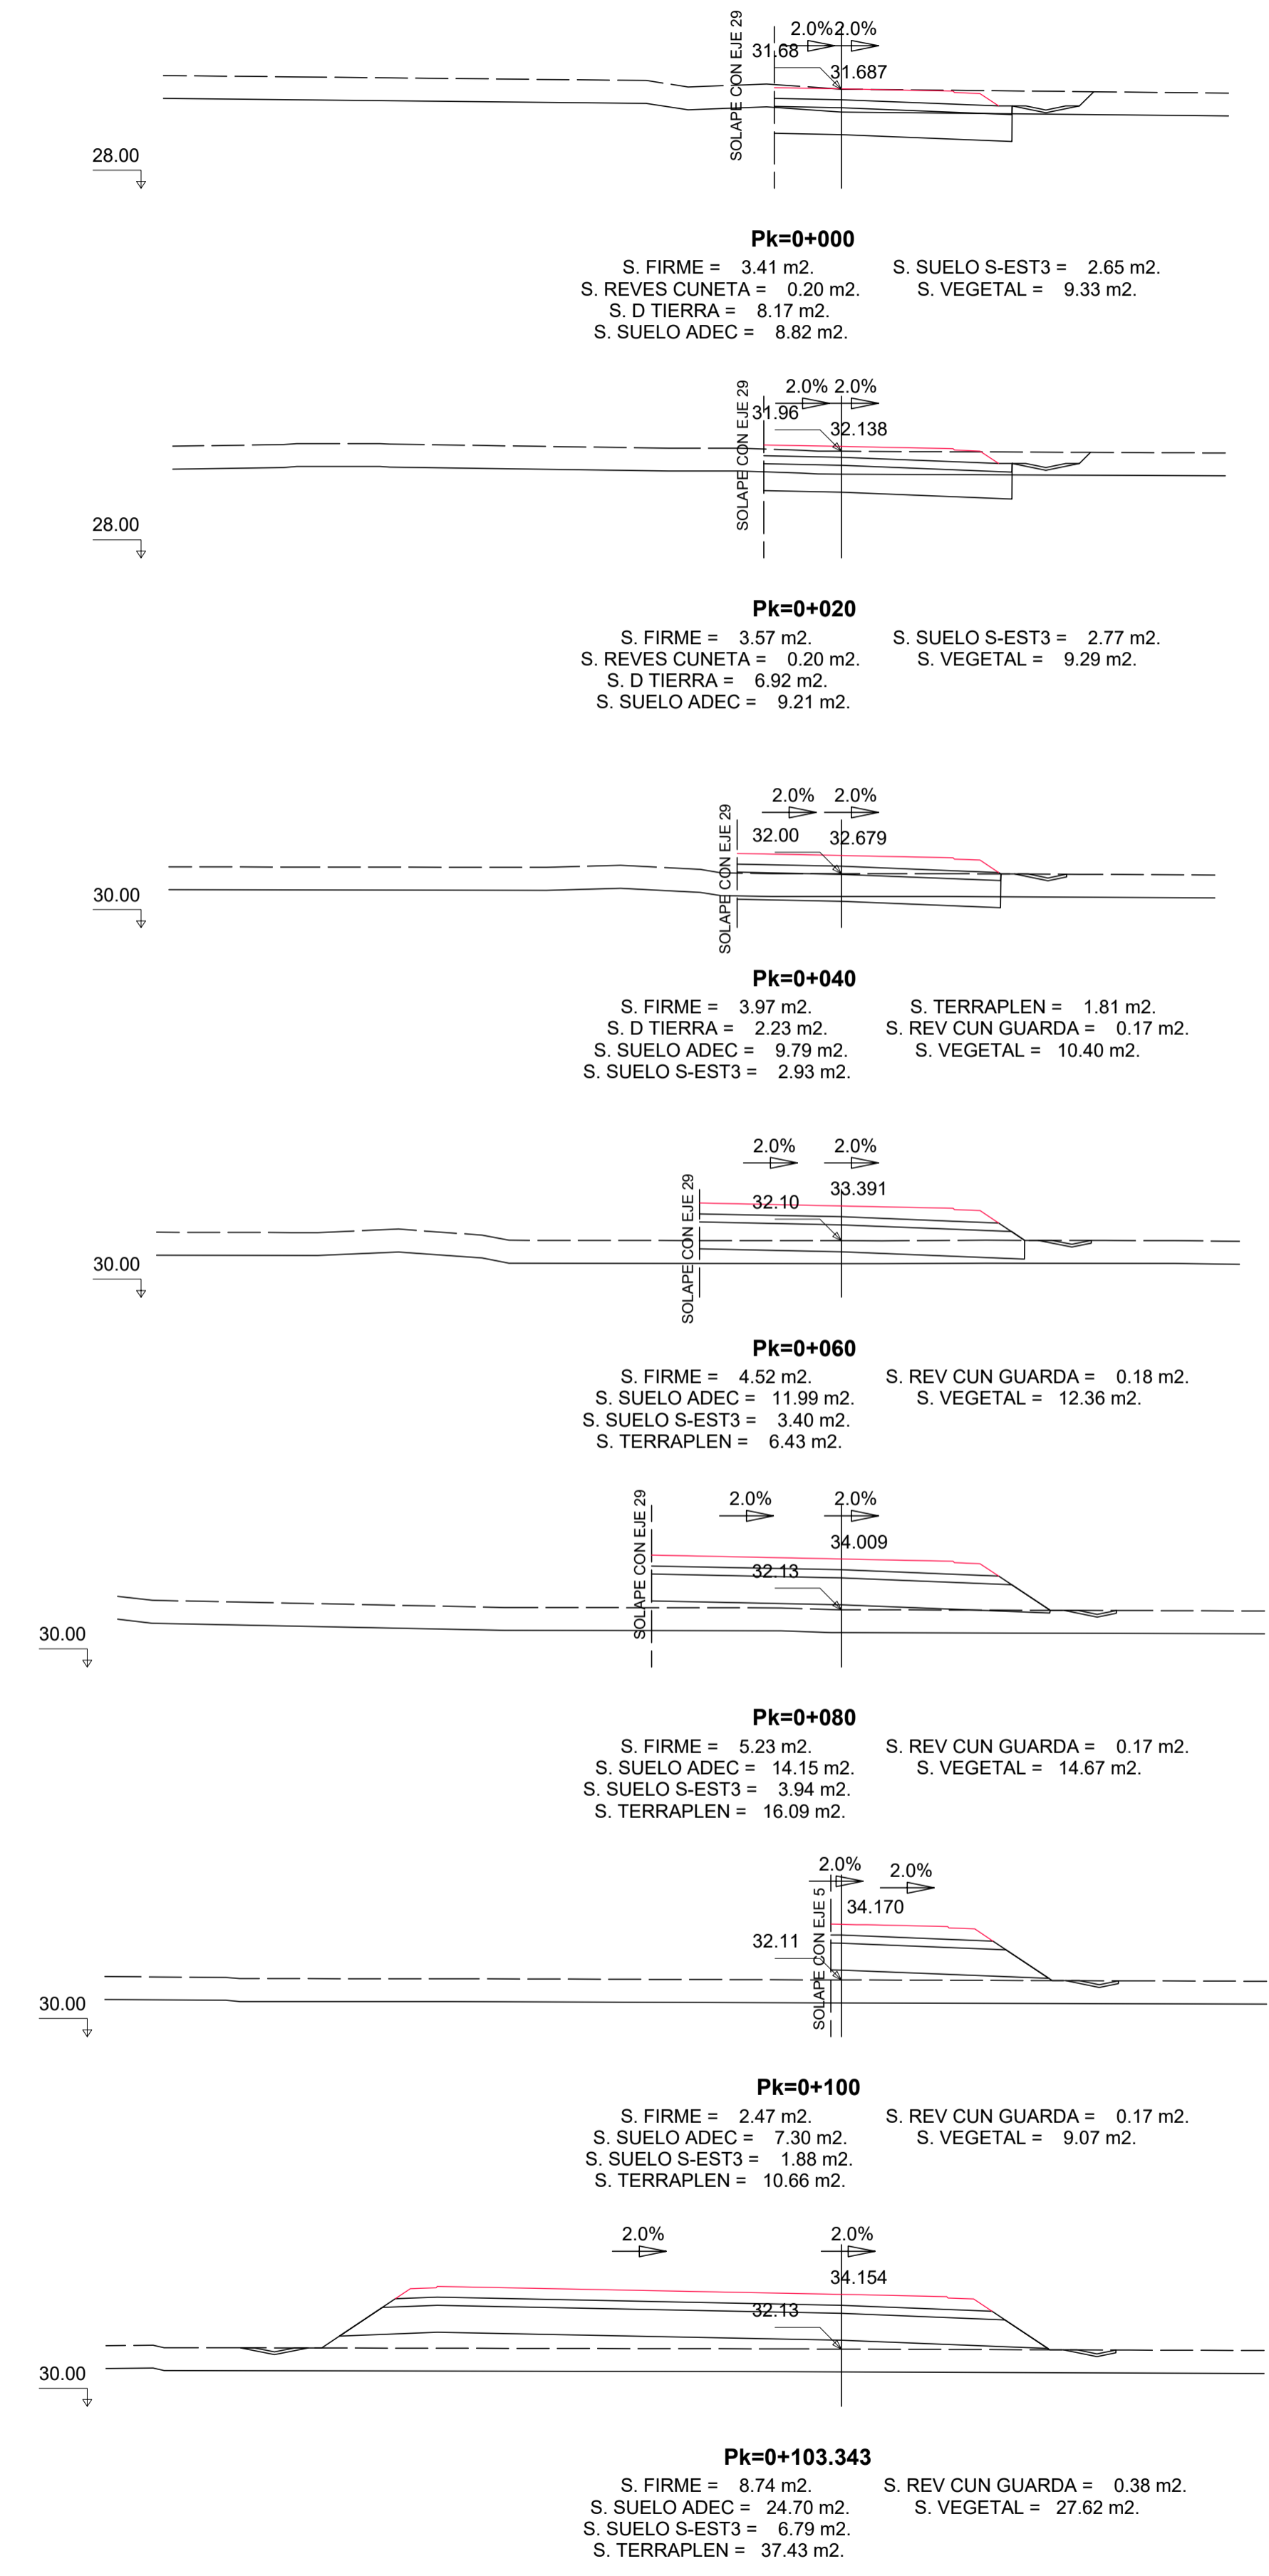 SOLAPE CON EJE 29
2.0% 2.0%
31.68
31.687
28.00
Pk=0+000
S. FIRME = 3.41 m2. S. SUELO S-EST3 = 2.65 m2.
S. REVES CUNETA = 0.20 m2. S. VEGETAL = 9.33 m2.
S. D TIERRA = 8.17 m2.
S. SUELO ADEC = 8.82 m2.
SOLAPE CON EJE 29
2.0% 2.0%
31.96
32.138
28.00
Pk=0+020
S. FIRME = 3.57 m2. S. SUELO S-EST3 = 2.77 m2.
S. REVES CUNETA = 0.20 m2. S. VEGETAL = 9.29 m2.
S. D TIERRA = 6.92 m2.
S. SUELO ADEC = 9.21 m2.
2.0% 2.0%
SOLAPE CON EJE 29
32.00 32.679
30.00
Pk=0+040
S. FIRME = 3.97 m2. S. TERRAPLEN = 1.81 m2.
S. D TIERRA = 2.23 m2. S. REV CUN GUARDA = 0.17 m2.
S. SUELO ADEC = 9.79 m2. S. VEGETAL = 10.40 m2.
S. SUELO S-EST3 = 2.93 m2.
2.0% 2.0%
SOLAPE CON EJE 29
32.10
33.391
30.00
Pk=0+060
S. FIRME = 4.52 m2. S. REV CUN GUARDA = 0.18 m2.
S. SUELO ADEC = 11.99 m2. S. VEGETAL = 12.36 m2.
S. SUELO S-EST3 = 3.40 m2.
S. TERRAPLEN = 6.43 m2.
SOLAPE CON EJE 29
2.0% 2.0%
34.009
32.13
30.00
Pk=0+080
S. FIRME = 5.23 m2. S. REV CUN GUARDA = 0.17 m2.
S. SUELO ADEC = 14.15 m2. S. VEGETAL = 14.67 m2.
S. SUELO S-EST3 = 3.94 m2.
S. TERRAPLEN = 16.09 m2.
2.0% 2.0%
SOLAPE CON EJE 5
34.170
32.11
30.00
Pk=0+100
S. FIRME = 2.47 m2. S. REV CUN GUARDA = 0.17 m2.
S. SUELO ADEC = 7.30 m2. S. VEGETAL = 9.07 m2.
S. SUELO S-EST3 = 1.88 m2.
S. TERRAPLEN = 10.66 m2.
2.0% 2.0%
34.154
32.13
30.00
Pk=0+103.343
S. FIRME = 8.74 m2. S. REV CUN GUARDA = 0.38 m2.
S. SUELO ADEC = 24.70 m2. S. VEGETAL = 27.62 m2.
S. SUELO S-EST3 = 6.79 m2.
S. TERRAPLEN = 37.43 m2.